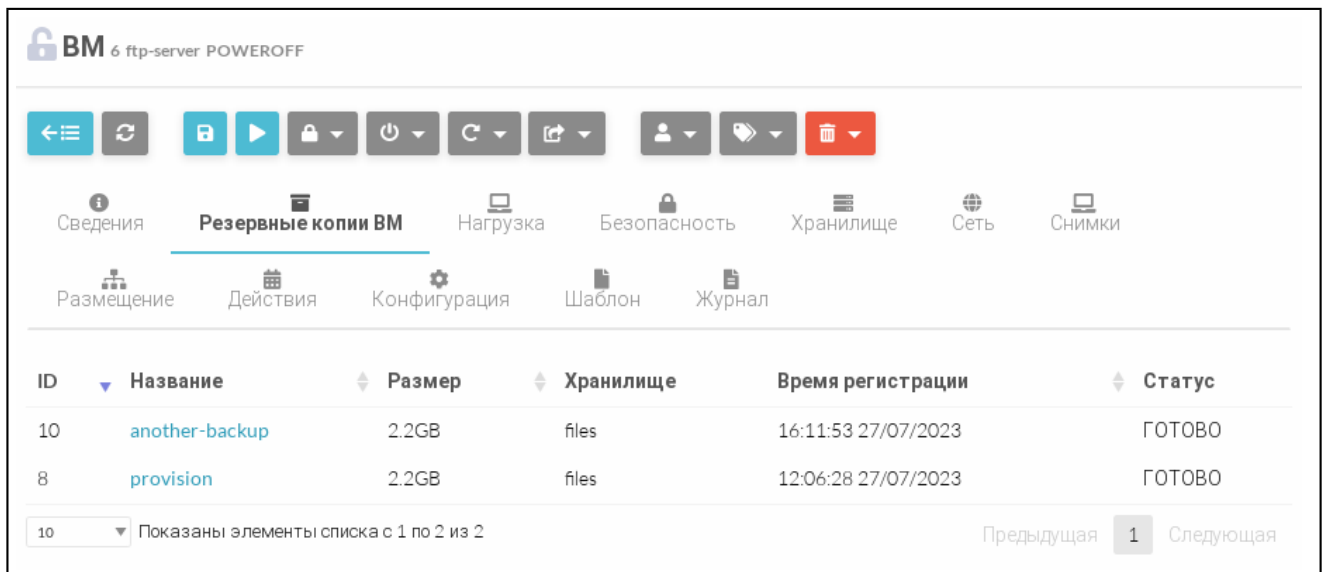 ВМ 6 ftp-server POWEROFF
Сведения Резервные копии ВМ Нагрузка Безопасность Хранилище Сеть Снимки
Размещение Действия Конфигурация Шаблон Журнал
ID Название Размер Хранилище Время регистрации Статус
10 another-backup 2.2GB files 16:11:53 27/07/2023 ГОТОВО
8 provision 2.2GB files 12:06:28 27/07/2023 ГОТОВО
10 Показаны элементы списка с 1 по 2 из 2 Предыдущая 1 Следующая